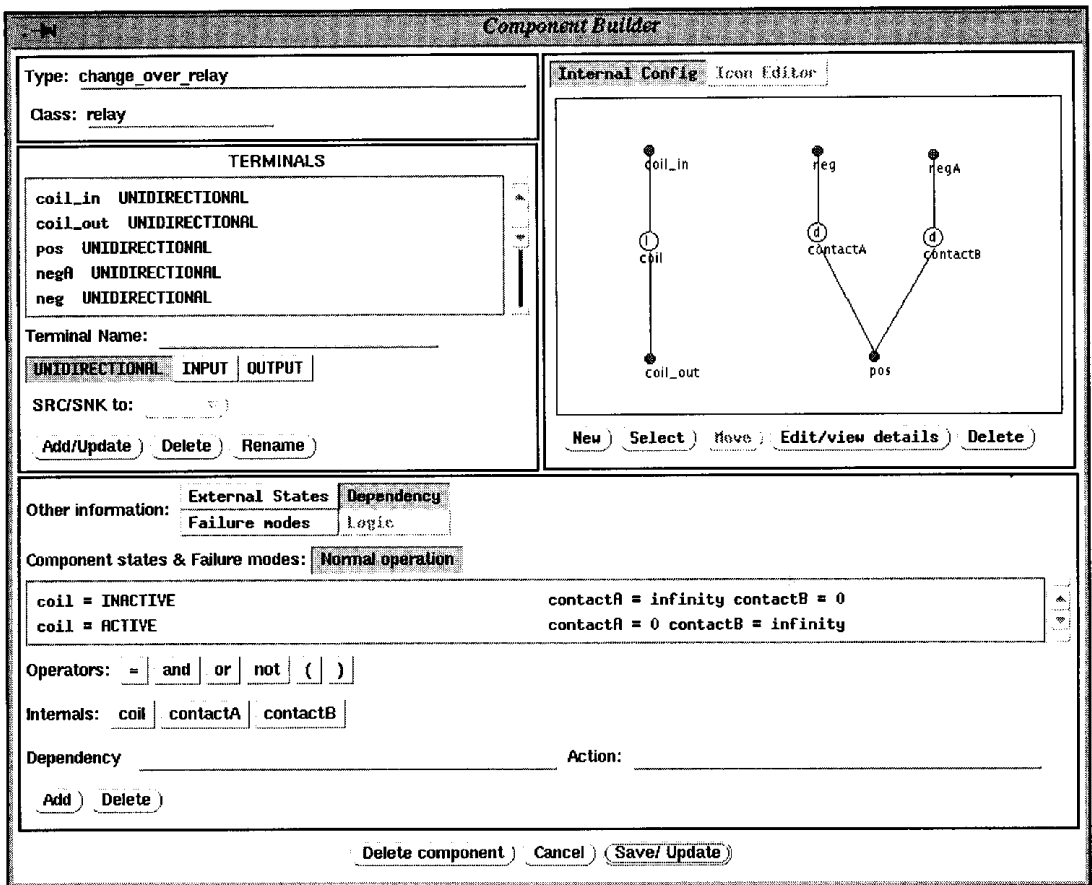 Component Builder
Type: change_over_relay
Class: relay
TERMINALS
coil_in UNIDIRECTIONAL
coil_out UNIDIRECTIONAL
pos UNIDIRECTIONAL
negA UNIDIRECTIONAL
neg UNIDIRECTIONAL
Terminal Name:
UNIDIRECTIONAL INPUT OUTPUT
SRC/SNK to:
Add/Update Delete Rename
Internal Config Icon Editor
coil_in neg negA
l d d
coil contactA contactB
coil_out pos
New Select Move Edit/view details Delete
Other information: External States Dependency
Failure modes Logic
Component states & Failure modes: Normal operation
coil = INACTIVE contactA = infinity contactB = 0
coil = ACTIVE contactA = 0 contactB = infinity
Operators: = and or not ( )
Internals: coil contactA contactB
Dependency Action:
Add Delete
Delete component Cancel Save/ Update